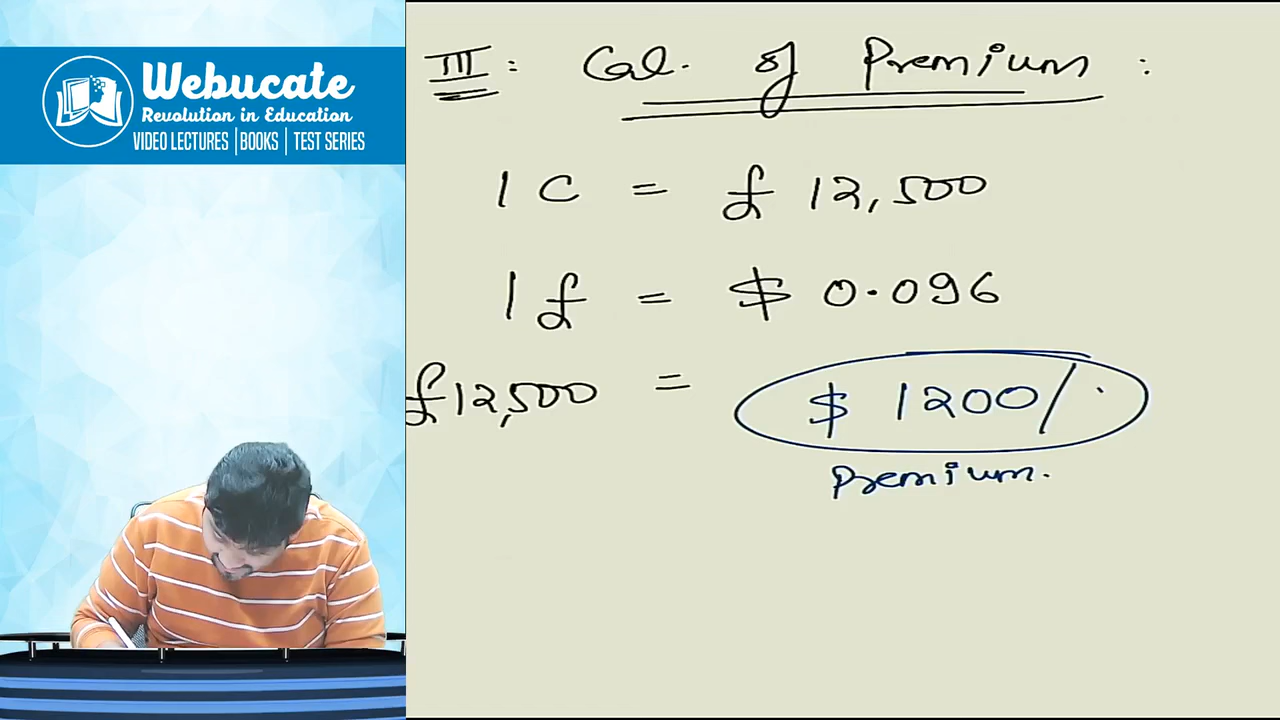 Webucate
Revolution in Education
VIDEO LECTURES | BOOKS | TEST SERIES
III : Cal. of Premium :
1 C = £ 12,500
1 £ = $ 0.096
£12,500 = $ 1200/.
Premium.